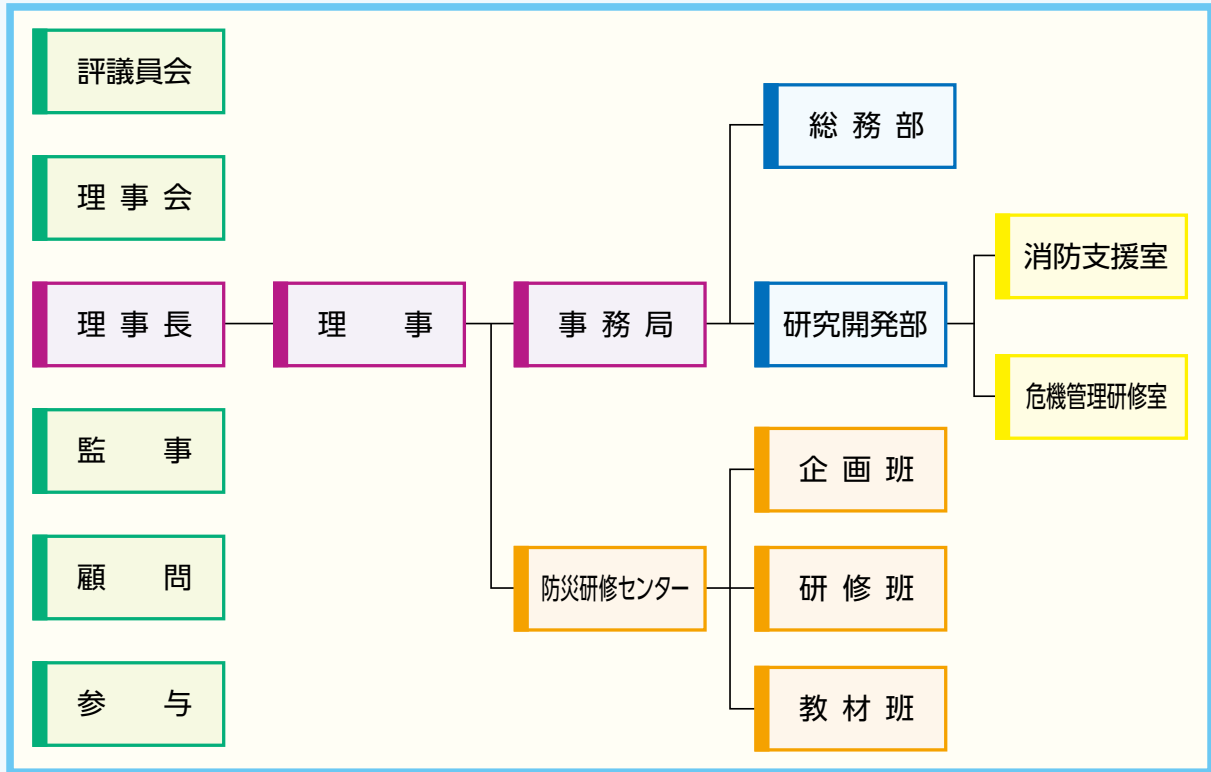 評議員会
理事会
理事長
監事
顧問
参与
理事
事務局
防災研修センター
総務部
研究開発部
企画班
研修班
教材班
消防支援室
危機管理研修室